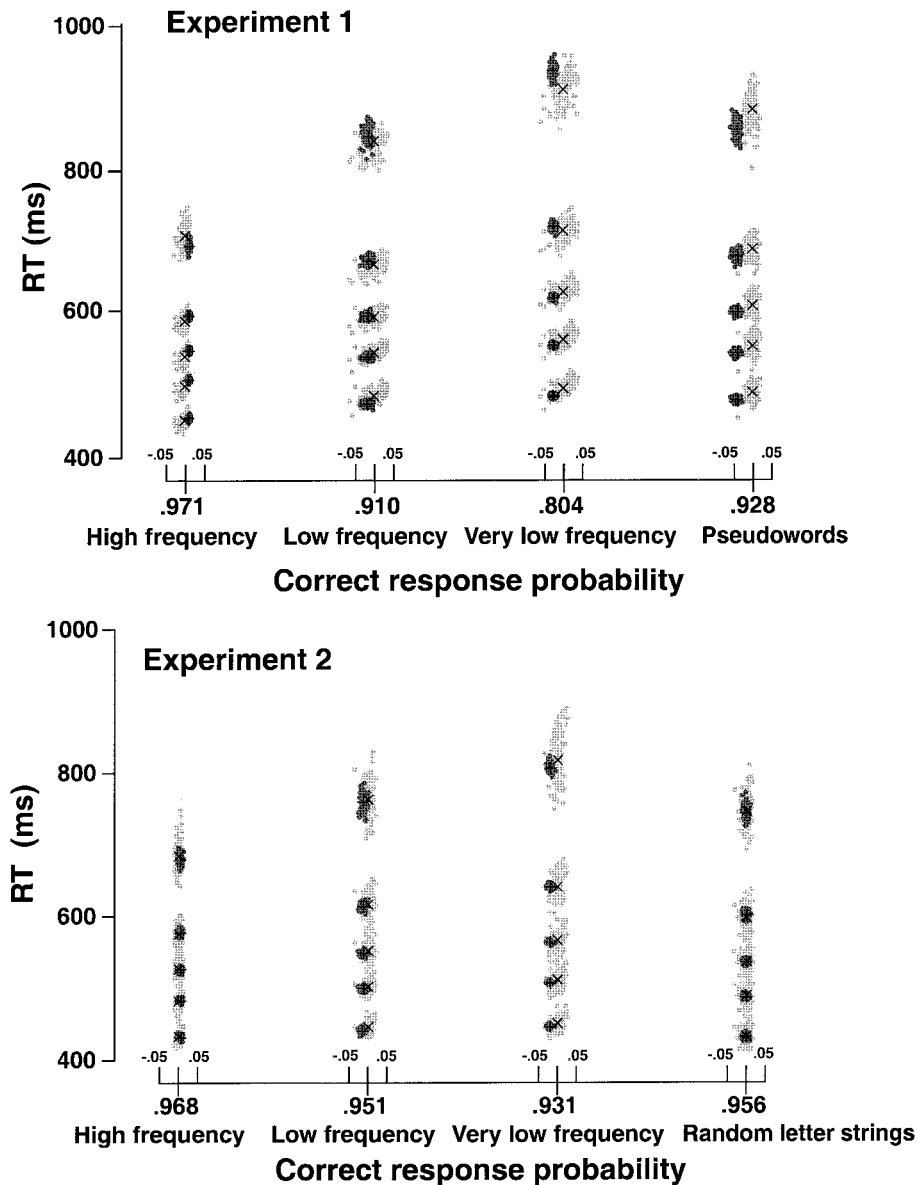 Experiment 1
1000
800
600
400
RT (ms)
-.05 .05 -.05 .05 -.05 .05 -.05 .05
.971 .910 .804 .928
High frequency Low frequency Very low frequency Pseudowords
Correct response probability
Experiment 2
1000
800
600
400
RT (ms)
-.05 .05 -.05 .05 -.05 .05 -.05 .05
.968 .951 .931 .956
High frequency Low frequency Very low frequency Random letter strings
Correct response probability